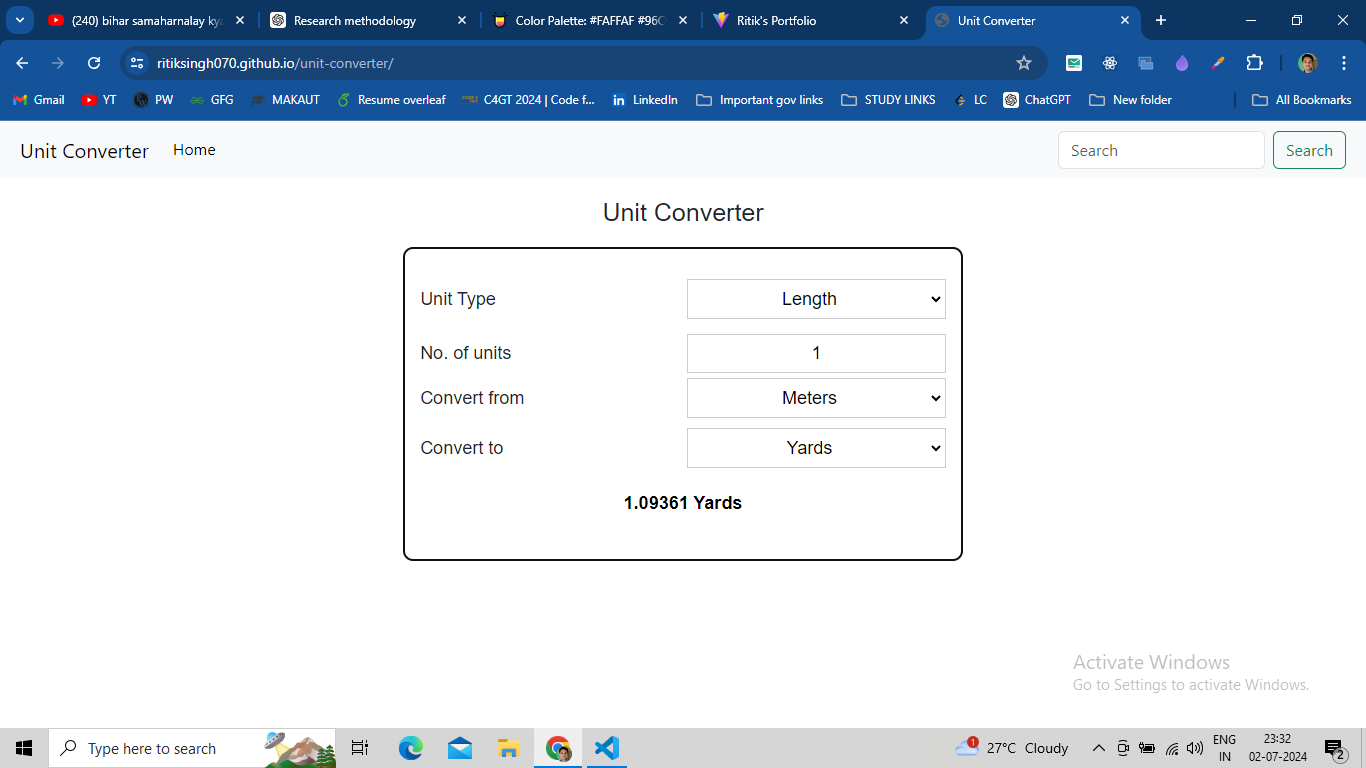 (240) bihar samaharnalay ky
Research methodology
Color Palette: #FAFFAF #96C
Ritik's Portfolio
Unit Converter
ritiksingh070.github.io/unit-converter/
Gmail
YT
PW
GFG
MAKAUT
Resume overleaf
C4GT 2024 | Code f...
LinkedIn
Important gov links
STUDY LINKS
LC
ChatGPT
New folder
All Bookmarks
Unit Converter
Home
Search
Search
Unit Converter
Unit Type
Length
No. of units
1
Convert from
Meters
Convert to
Yards
1.09361 Yards
Activate Windows
Go to Settings to activate Windows.
Type here to search
1
27°C Cloudy
ENG
IN
23:32
02-07-2024
2